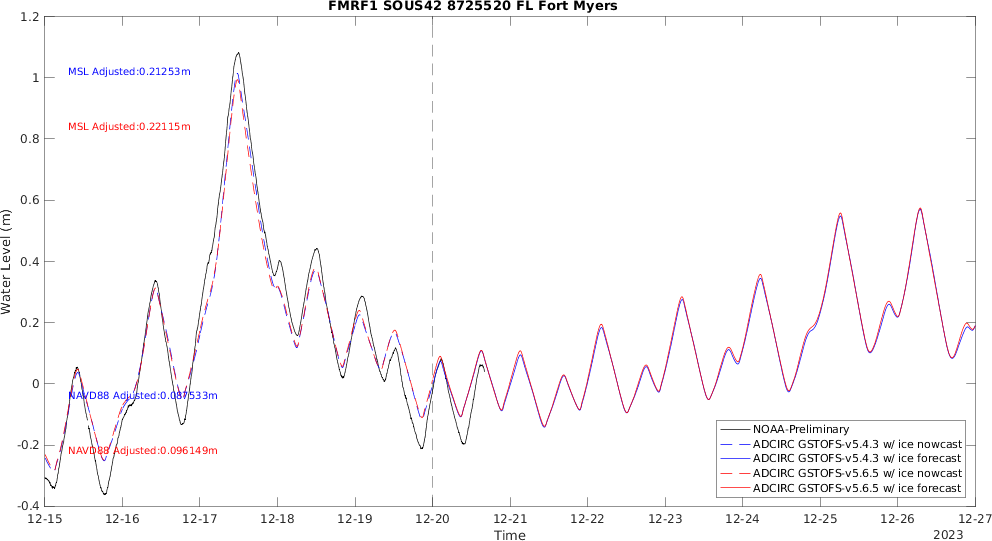 FMRF1 SOUS42 8725520 FL Fort Myers
1.2
1
0.8
0.6
0.4
0.2
0
-0.2
-0.4
Water Level (m)
MSL Adjusted:0.21253m
MSL Adjusted:0.22115m
NAVD88 Adjusted:0.087533m
NAVD88 Adjusted:0.096149m
NOAA-Preliminary
ADCIRC GSTOFS-v5.4.3 w/ ice nowcast
ADCIRC GSTOFS-v5.4.3 w/ ice forecast
ADCIRC GSTOFS-v5.6.5 w/ ice nowcast
ADCIRC GSTOFS-v5.6.5 w/ ice forecast
12-15 12-16 12-17 12-18 12-19 12-20 12-21 12-22 12-23 12-24 12-25 12-26 12-27
Time
2023